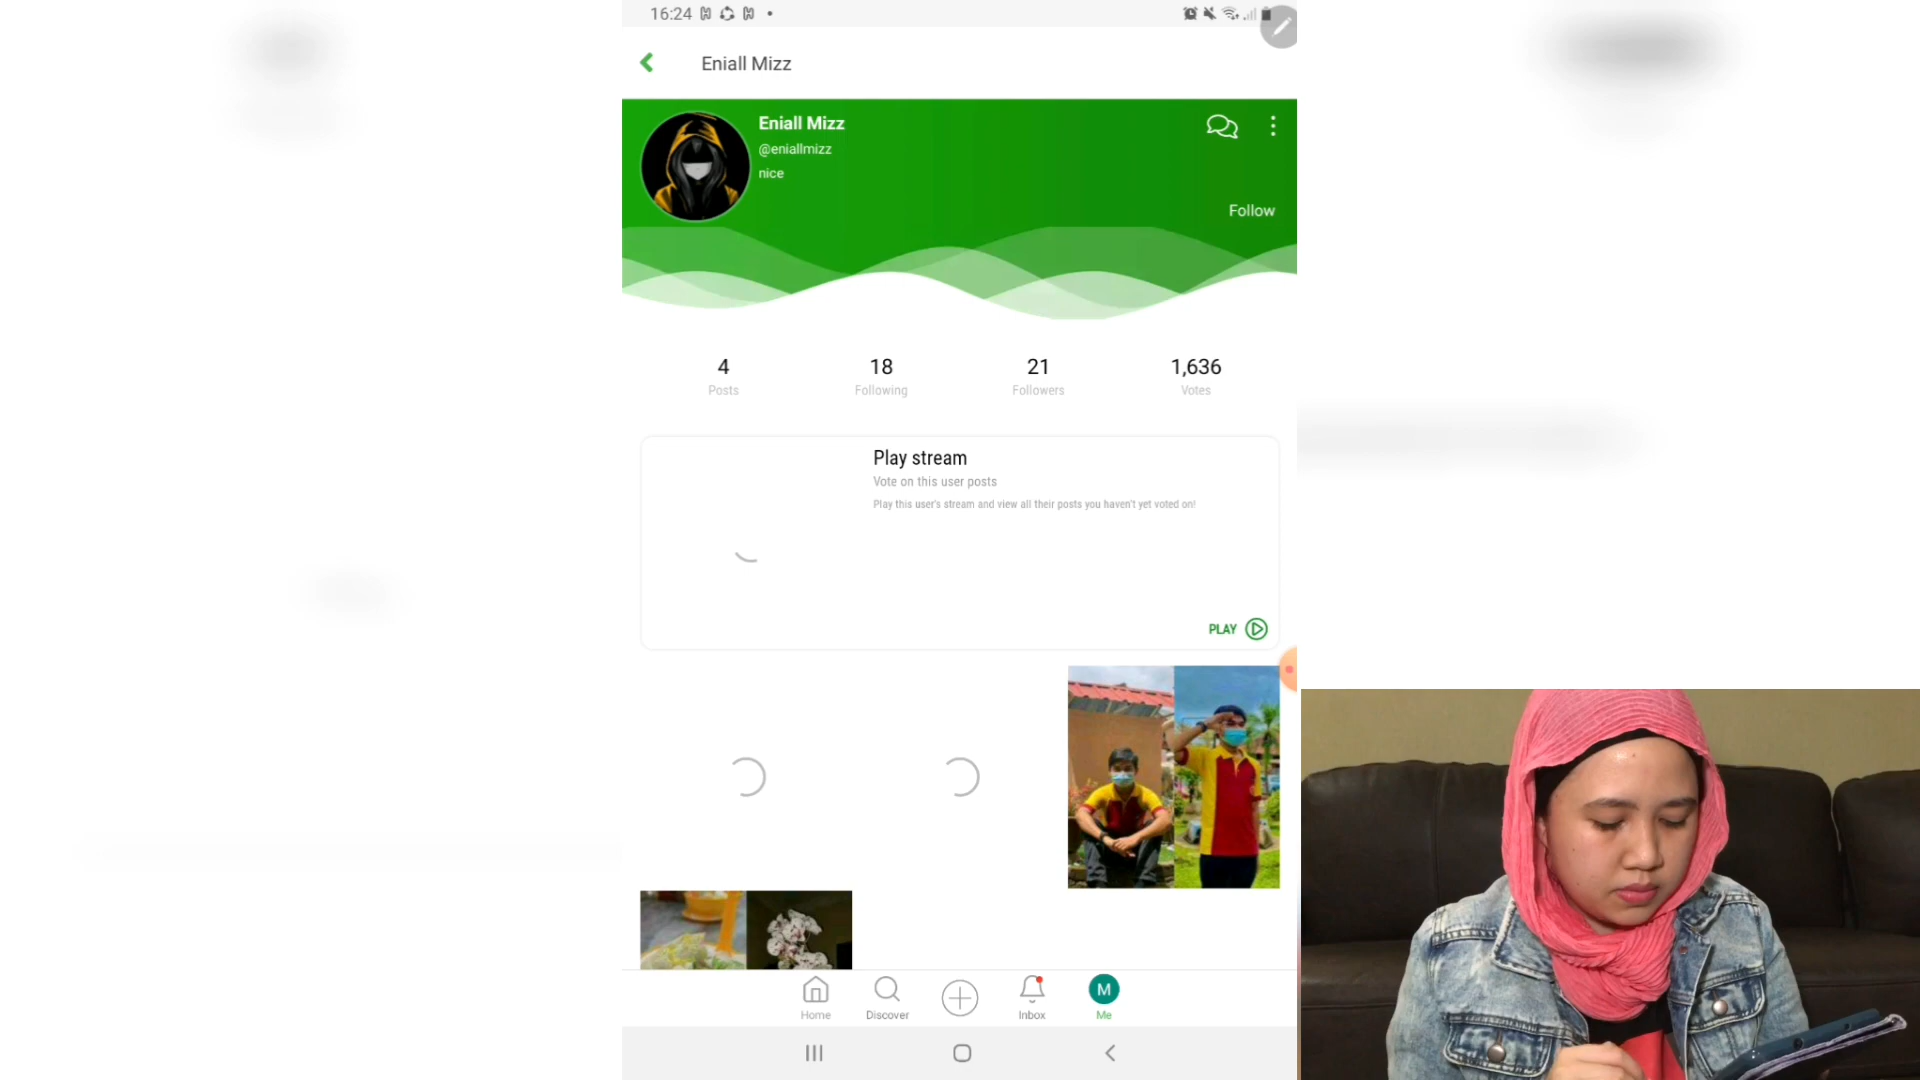 16:24
Eniall Mizz
Eniall Mizz
@eniallmizz
nice
Follow
4
Posts
18
Following
21
Followers
1,636
Votes
Play stream
Vote on this user posts
Play this user's stream and view all their posts you haven't yet voted on!
PLAY
Home
Discover
Inbox
M
Me